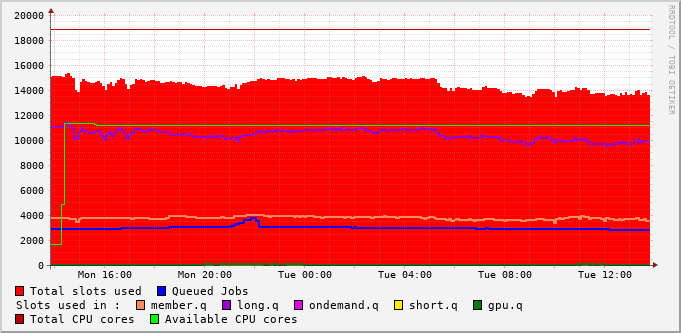 20000
18000
16000
14000
12000
10000
8000
6000
4000
2000
0
Mon 16:00 Mon 20:00 Tue 00:00 Tue 04:00 Tue 08:00 Tue 12:00
RRDTOOL / TOBI OETIKER
Total slots used Queued Jobs
Slots used in : member.q long.q ondemand.q short.q gpu.q
Total CPU cores Available CPU cores